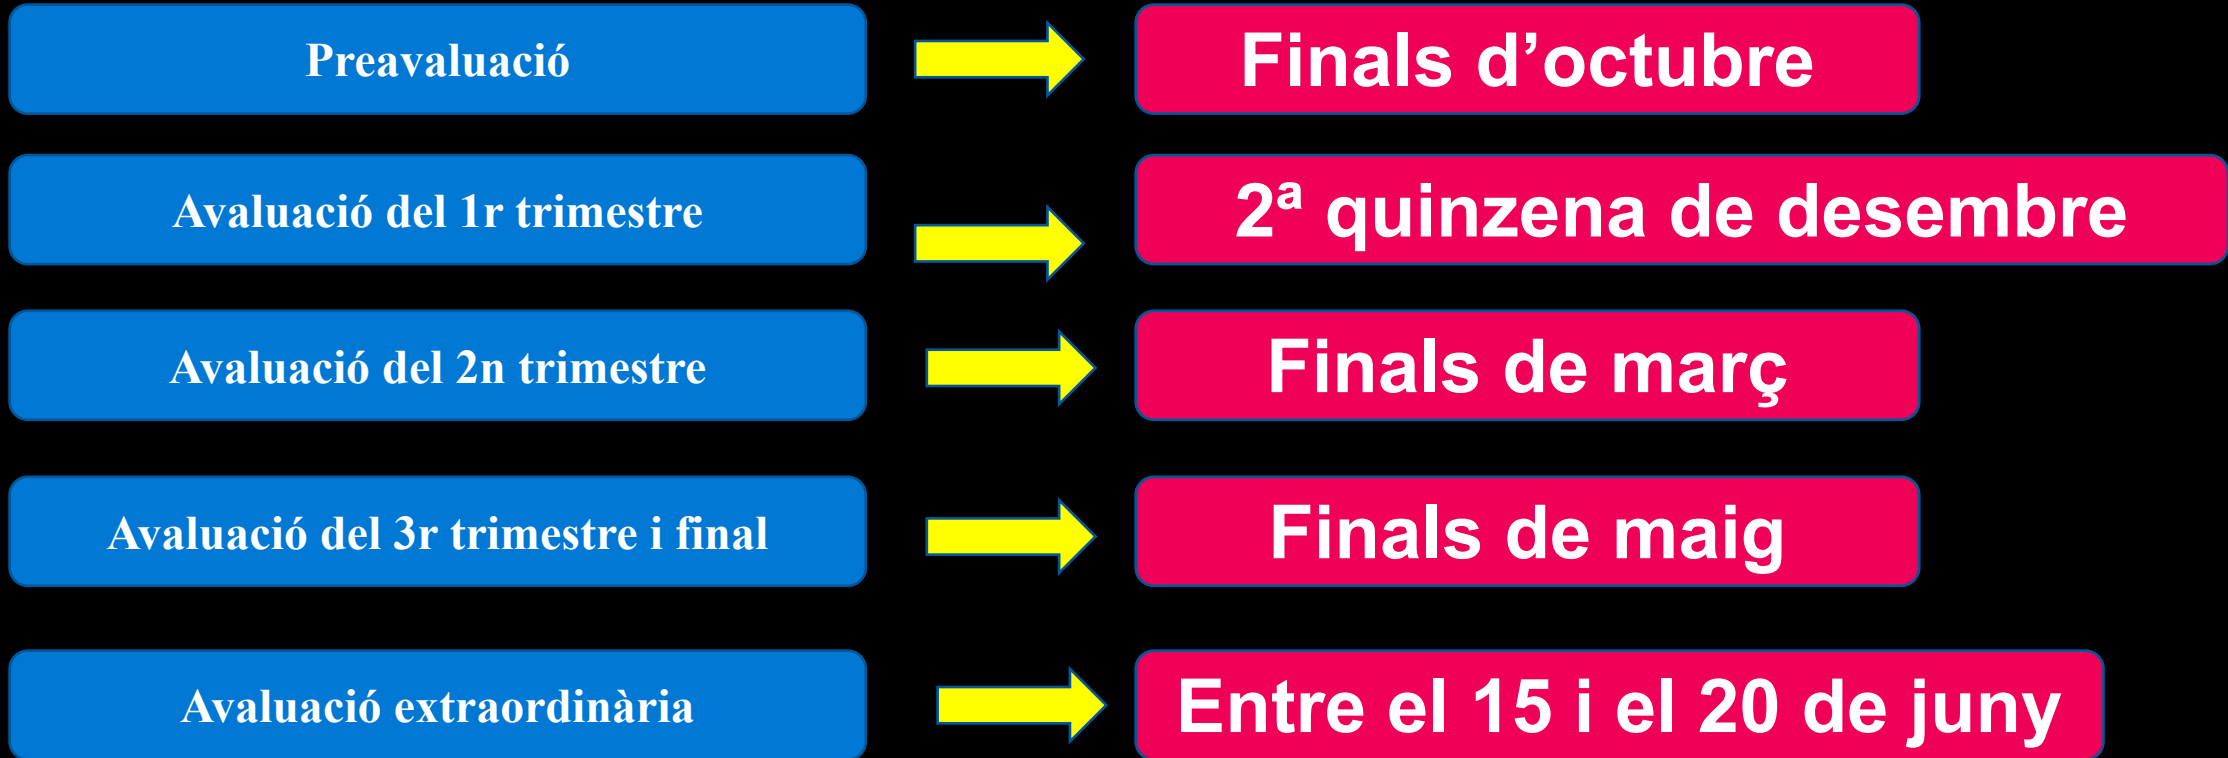 Preavaluació
Finals d’octubre
Avaluació del 1r trimestre
2ª quinzena de desembre
Avaluació del 2n trimestre
Finals de març
Avaluació del 3r trimestre i final
Finals de maig
Avaluació extraordinària
Entre el 15 i el 20 de juny